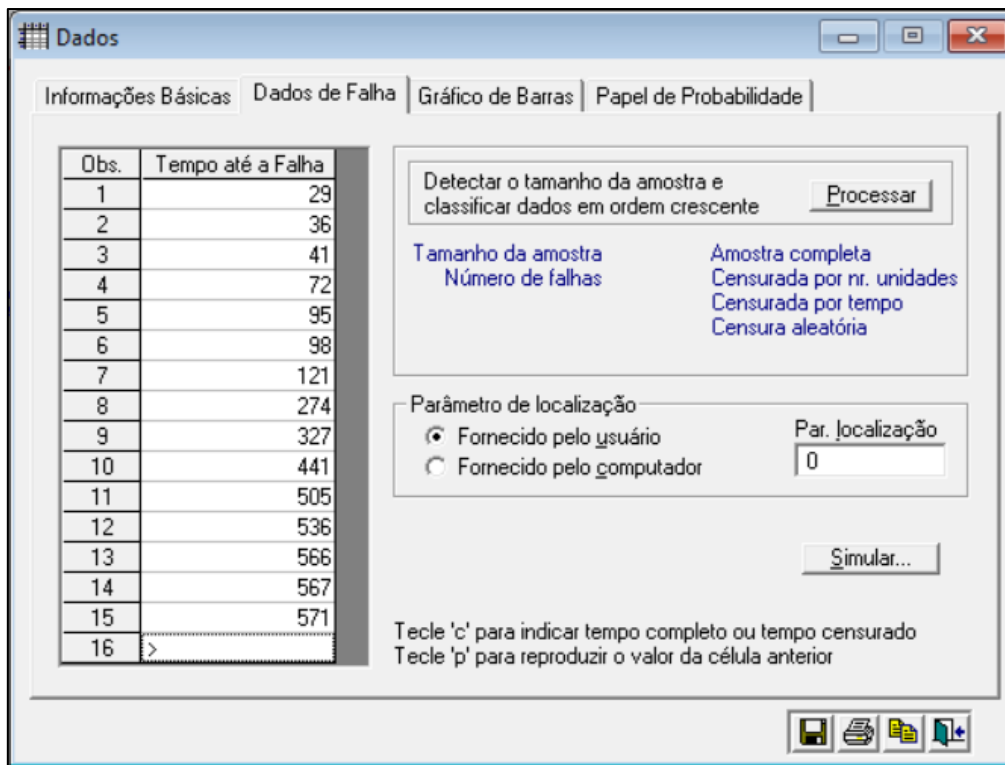 Dados
Informações Básicas Dados de Falha Gráfico de Barras Papel de Probabilidade
Obs. Tempo até a Falha
1 29
2 36
3 41
4 72
5 95
6 98
7 121
8 274
9 327
10 441
11 505
12 536
13 566
14 567
15 571
16 >
Detectar o tamanho da amostra e
classificar dados em ordem crescente
Processar
Tamanho da amostra
Número de falhas
Amostra completa
Censurada por nr. unidades
Censurada por tempo
Censura aleatória
Parâmetro de localização
Fornecido pelo usuário
Fornecido pelo computador
Par. localização
0
Simular...
Tecle 'c' para indicar tempo completo ou tempo censurado
Tecle 'p' para reproduzir o valor da célula anterior